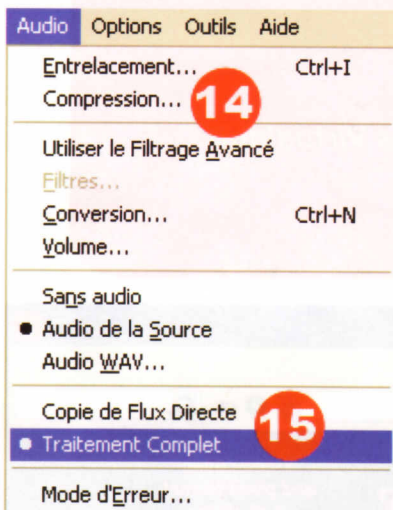 Audio Options Outils Aide
Entrelacement... Ctrl+I
Compression... 14
Utiliser le Filtrage Avancé
Filtres...
Conversion... Ctrl+N
Volume...
Sans audio
Audio de la Source
Audio WAV...
Copie de Flux Directe
15
Traitement Complet
Mode d'Erreur...